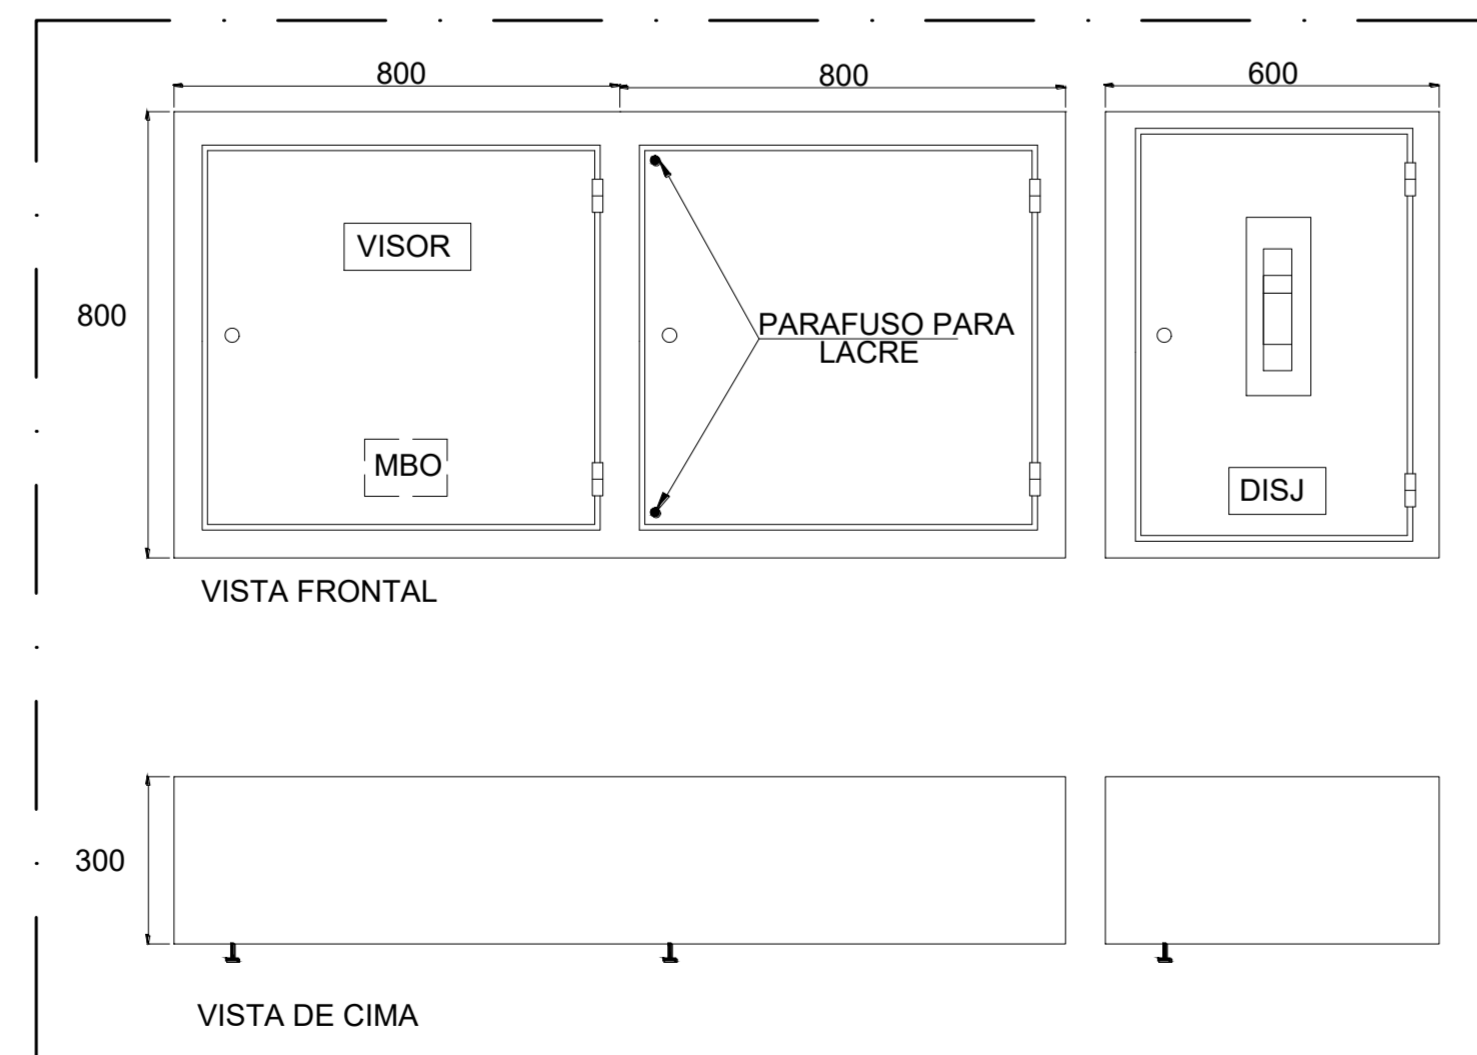 800
800
600
VISOR
800
PARAFUSO PARA
LACRE
MBO
DISJ
VISTA FRONTAL
300
VISTA DE CIMA